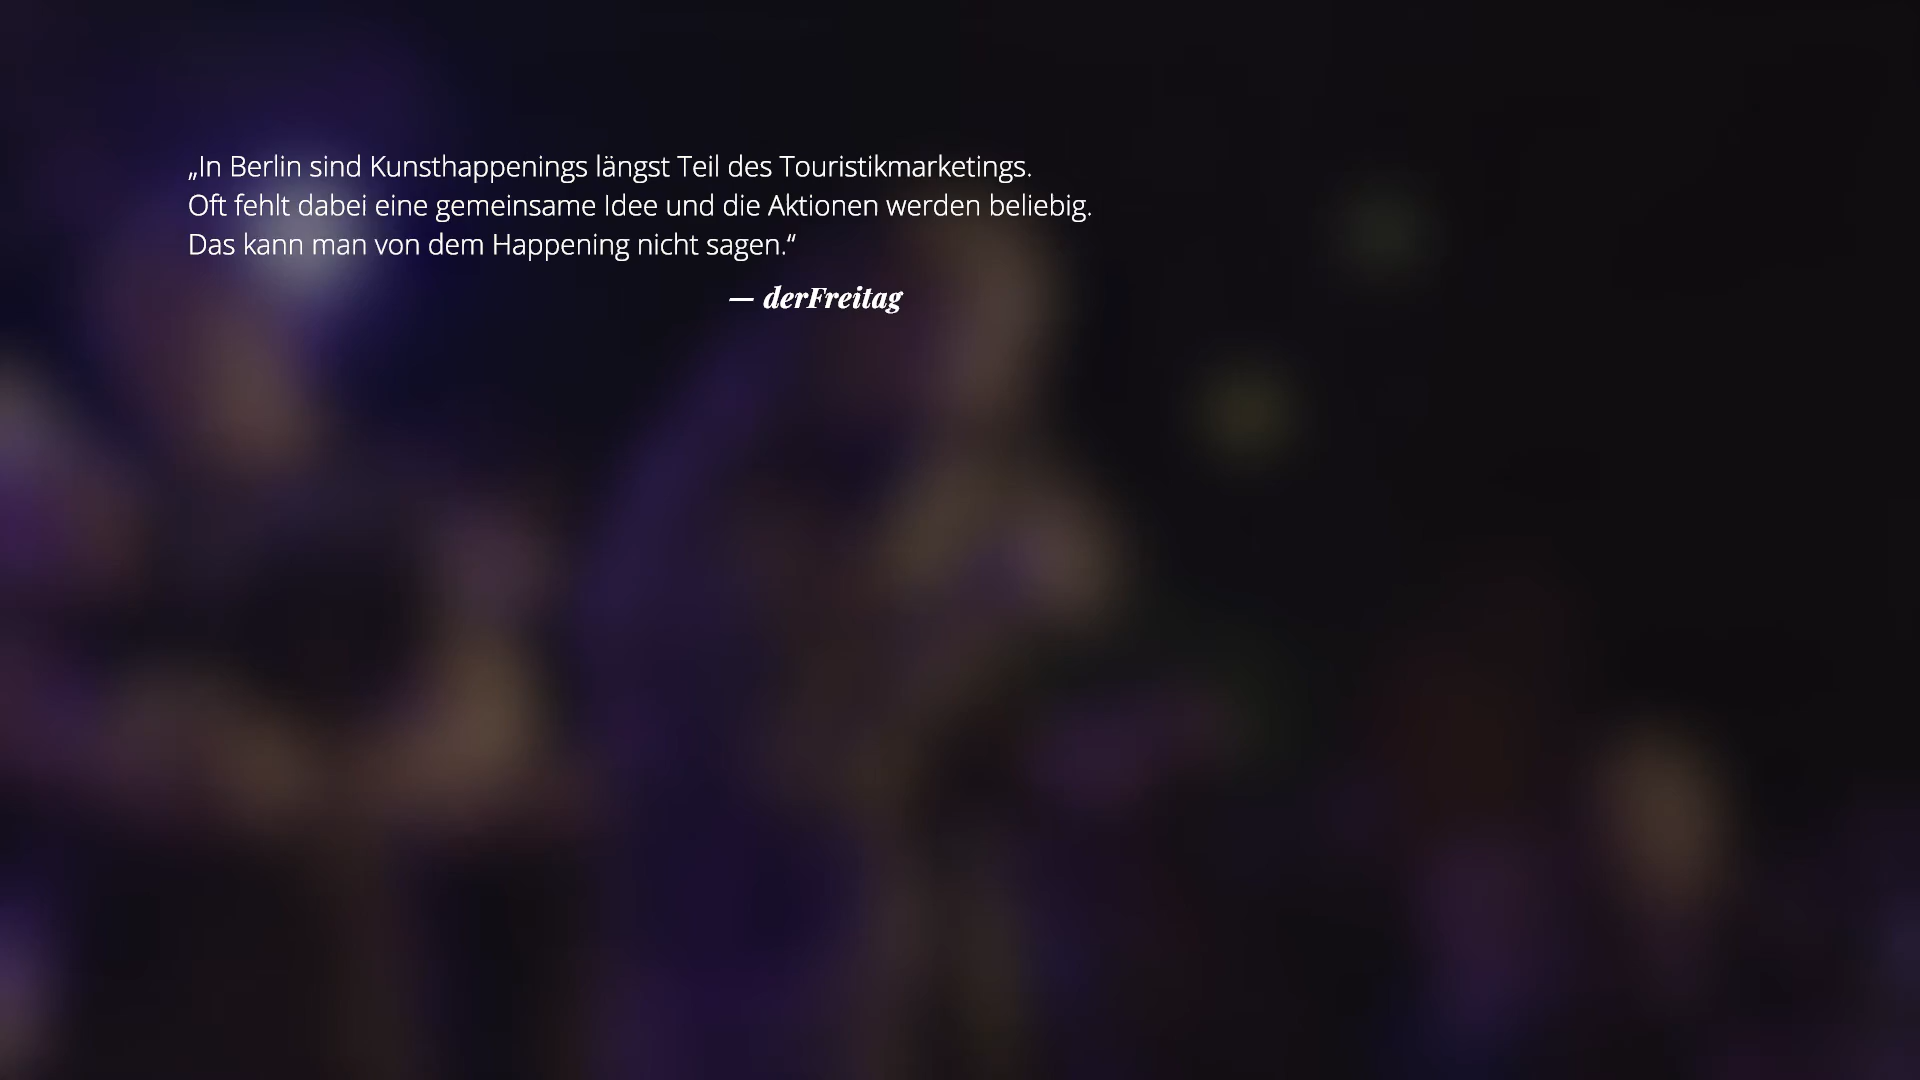 „In Berlin sind Kunsthappenings längst Teil des Touristikmarketings.
Oft fehlt dabei eine gemeinsame Idee und die Aktionen werden beliebig.
Das kann man von dem Happening nicht sagen.“
— derFreitag